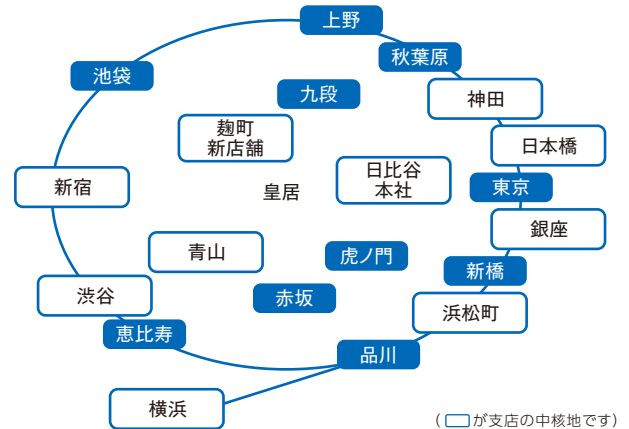 上野
秋葉原
池袋
九段
神田
麹町
新店舗
日本橋
日比谷
本社
新宿
皇居
東京
銀座
青山
虎ノ門
新橋
渋谷
赤坂
浜松町
恵比寿
品川
横浜
(　が支店の中核地です)